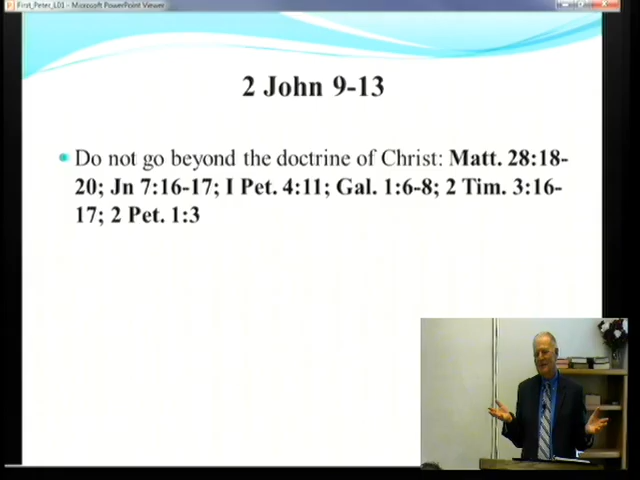 First_Peter_L01 - Microsoft PowerPoint Viewer
2 John 9-13
Do not go beyond the doctrine of Christ: Matt. 28:18-
20; Jn 7:16-17; I Pet. 4:11; Gal. 1:6-8; 2 Tim. 3:16-
17; 2 Pet. 1:3